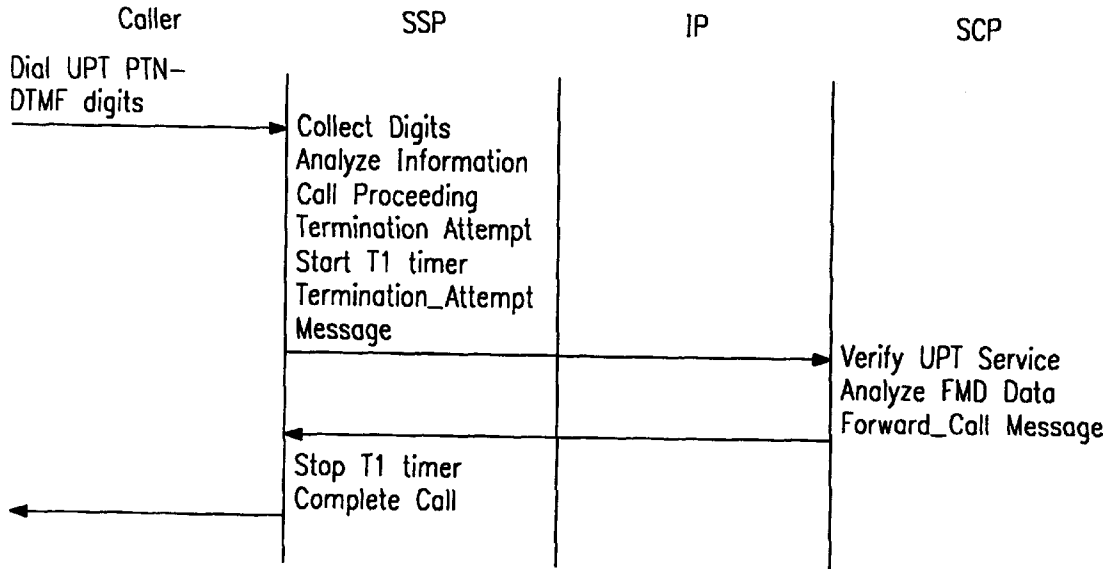 Caller
SSP
IP
SCP
Dial UPT PTN-
DTMF digits
Collect Digits
Analyze Information
Call Proceeding
Termination Attempt
Start T1 timer
Termination_Attempt
Message
Verify UPT Service
Analyze FMD Data
Forward_Call Message
Stop T1 timer
Complete Call